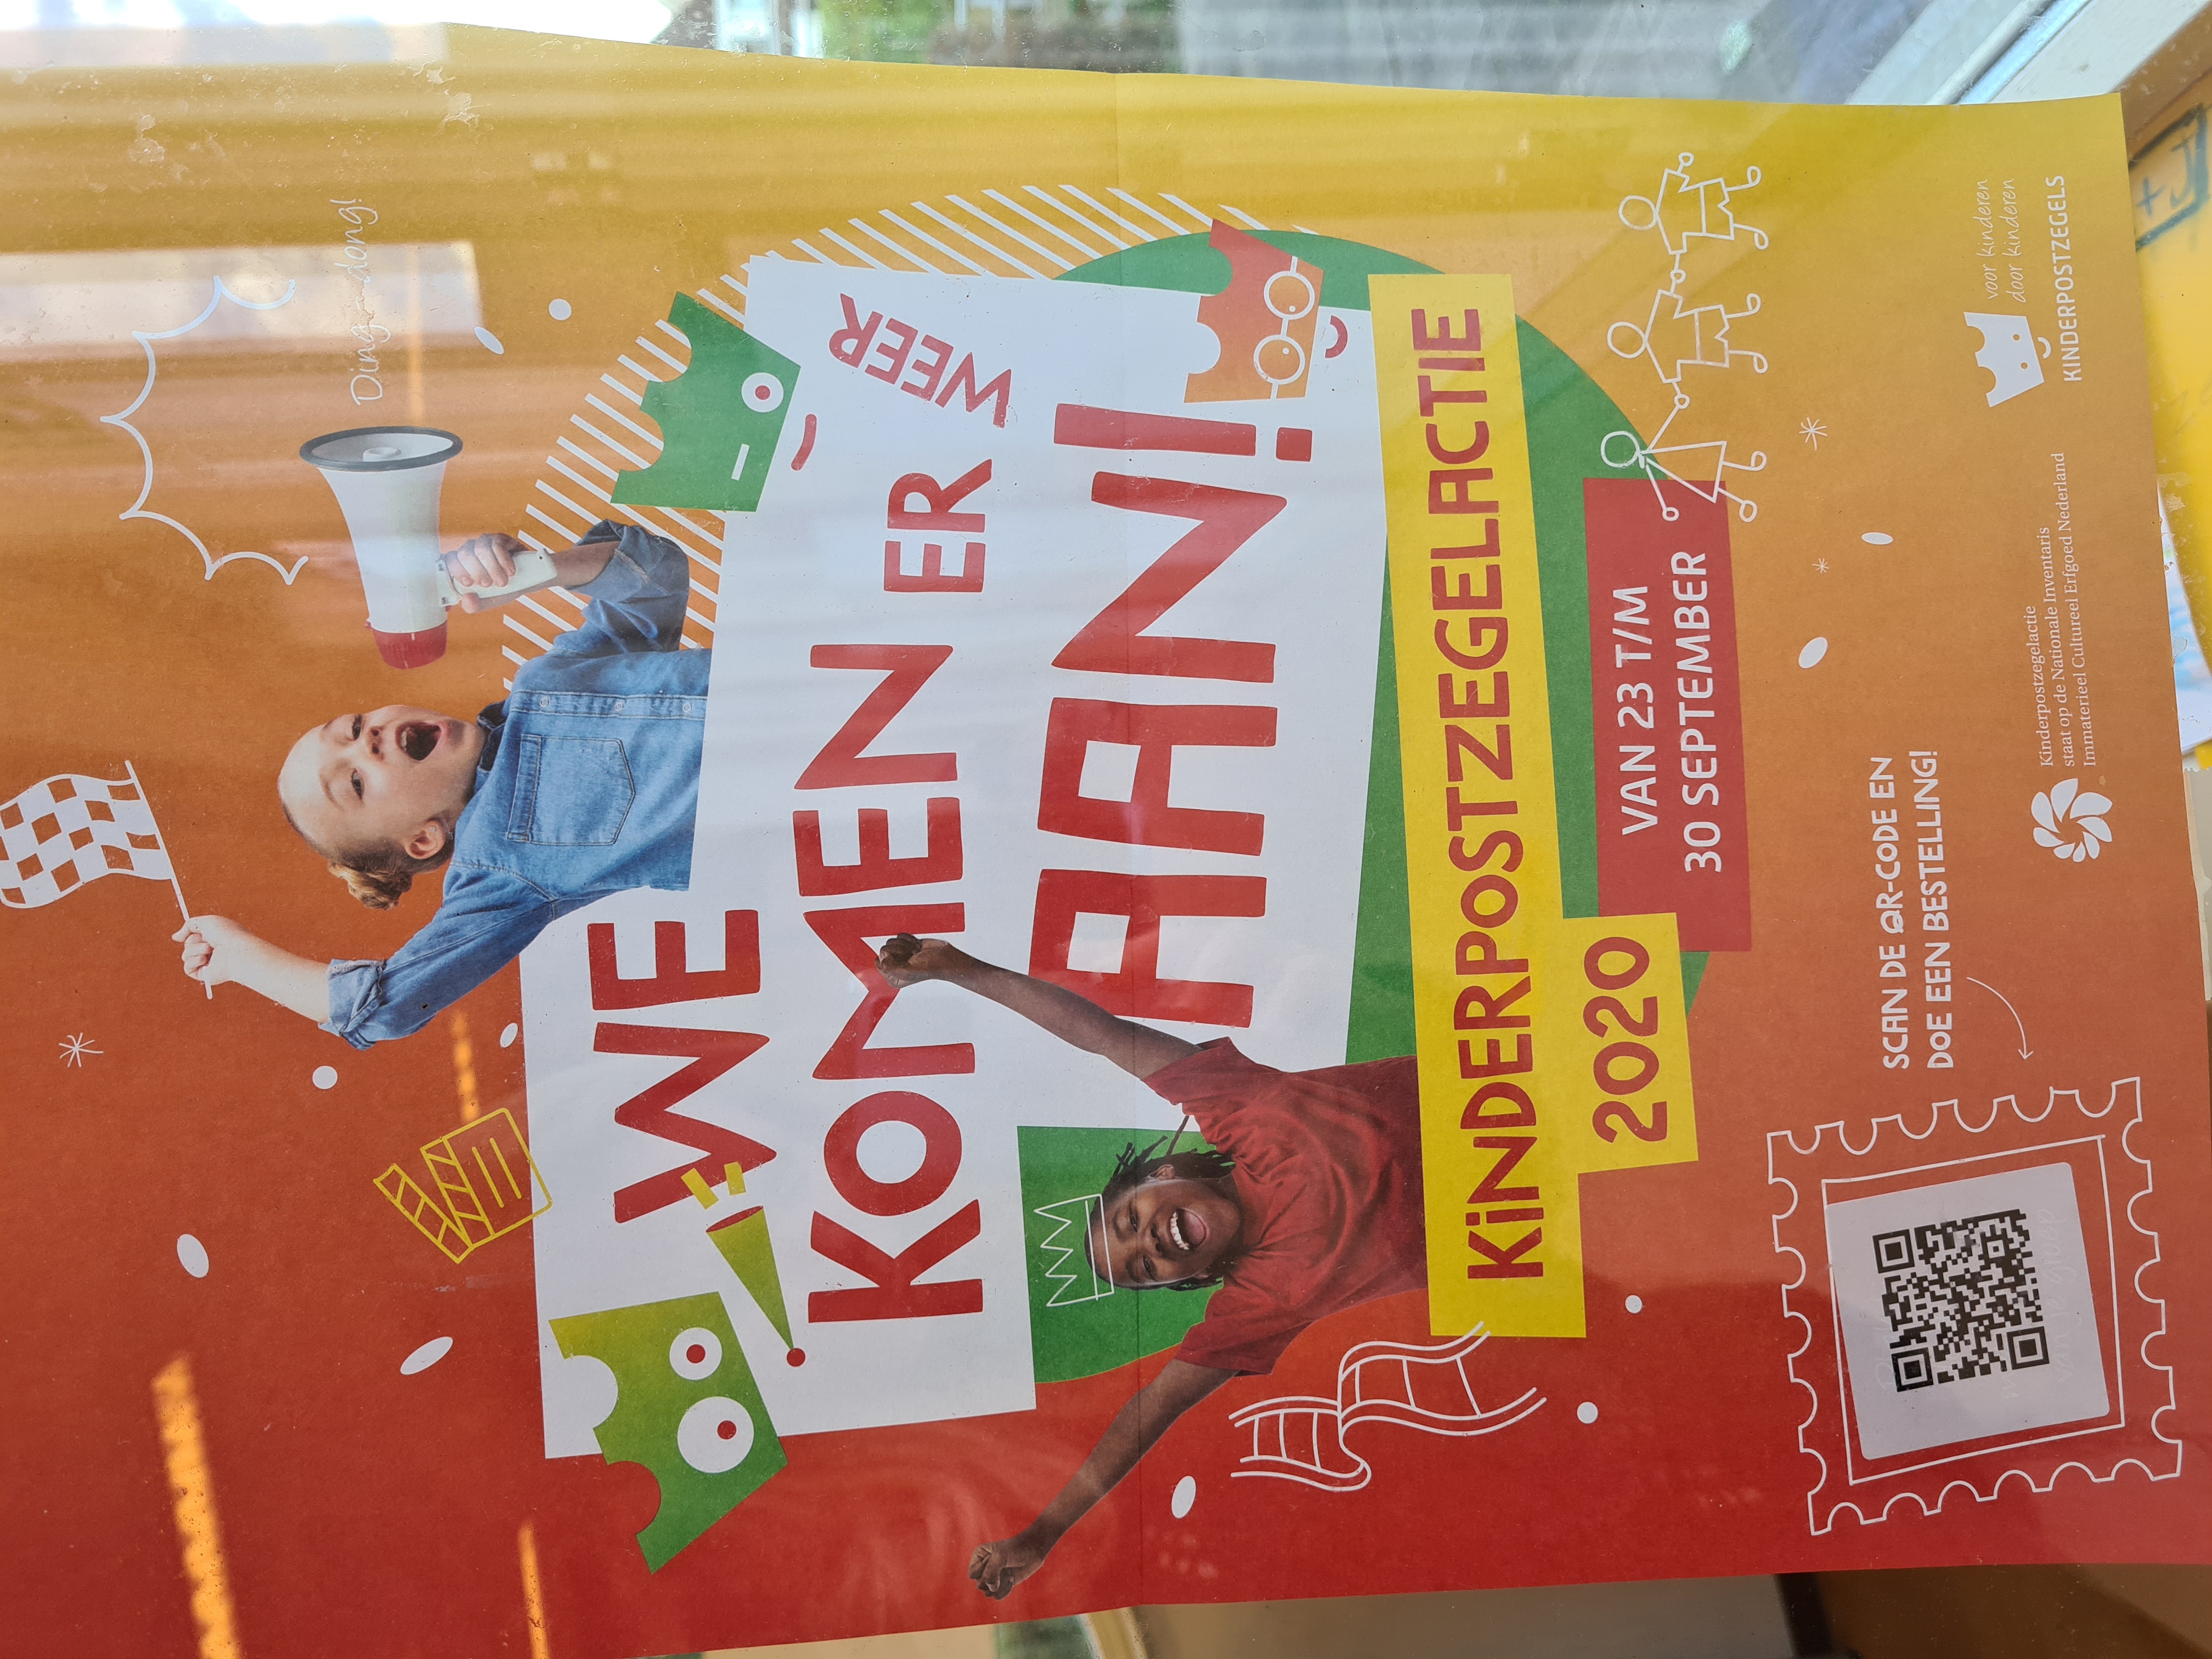 Ding-dong!
WE
KOMEN ER WEER
AAN!
KINDERPOSTZEGELACTIE
2020
VAN 23 T/M
30 SEPTEMBER
SCAN DE QR-CODE EN
DOE EEN BESTELLING!
Kinderpostzegelactie
staat op de Nationale Inventaris
Immaterieel Cultureel Erfgoed Nederland
voor kinderen
door kinderen
KINDERPOSTZEGELS